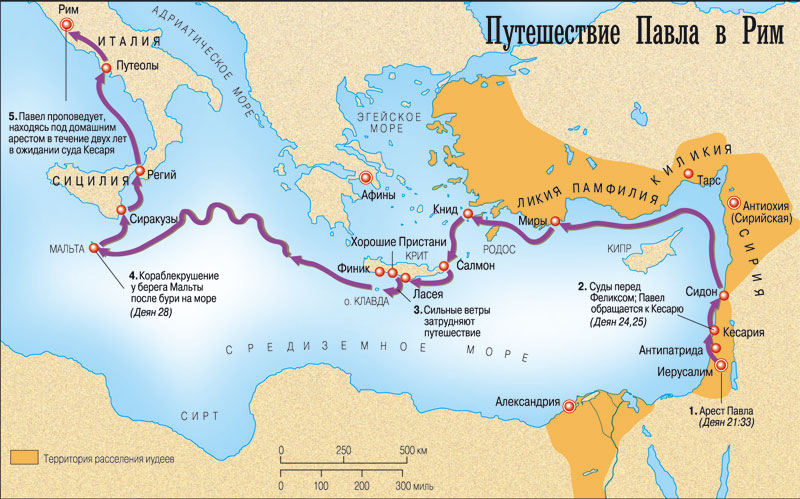 Путешествие Павла в Рим
Рим
ИТАЛИЯ
Путеолы
АДРИАТИЧЕСКОЕ МОРЕ
5. Павел проповедует,
находясь под домашним
арестом в течение двух лет
в ожидании суда Кесаря
ЭГЕЙСКОЕ
МОРЕ
Регий
СИЦИЛИЯ
Сиракузы
МАЛЬТА
Афины
КИЛИКИЯ
Тарс
ЛИКИЯ
ПАМФИЛИЯ
Антиохия
(Сирийская)
СИРИЯ
Книд
Миры
РОДОС
КИПР
Хорошие Пристани
КРИТ
Финик
Салмон
Ласея
о. КЛАВДА
4. Кораблекрушение
у берега Мальты
после бури на море
(Деян 28)
3. Сильные ветры
затрудняют
путешествие
2. Суды перед
Феликсом; Павел
обращается к Кесарю
(Деян 24,25)
Сидон
Кесария
Антипатрида
Иерусалим
1. Арест Павла
(Деян 21:33)
СРЕДИЗЕМНОЕ МОРЕ
СИРТ
Александрия
Территория расселения иудеев
0 250 500 км
0 100 200 300 миль